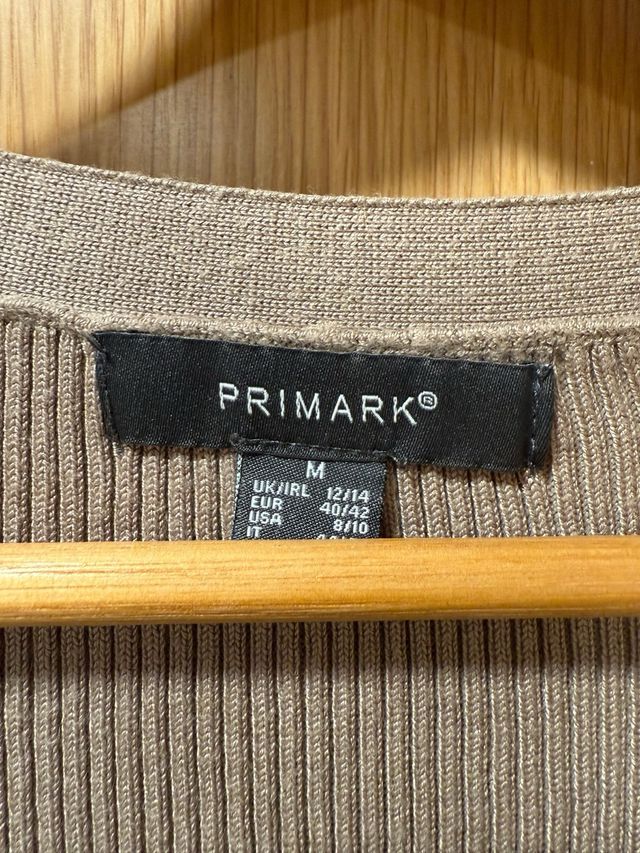 PRIMARK®
M
UK/IRL 12/14
EUR 40/42
USA 8/10
IT